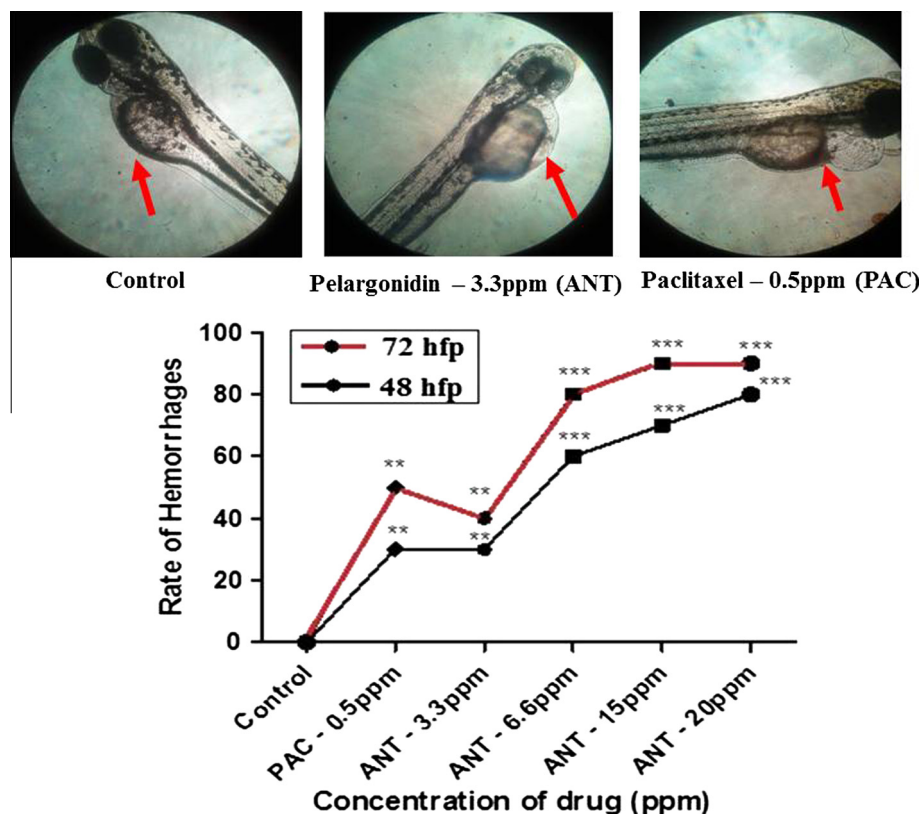 Control
Pelargonidin – 3.3ppm (ANT)
Paclitaxel – 0.5ppm (PAC)
100
80
60
40
20
0
Rate of Hemorrhages
72 hfp
48 hfp
**
**
***
***
***
**
**
***
***
***
Control
PAC - 0.5ppm
ANT - 3.3ppm
ANT - 6.6ppm
ANT - 15ppm
ANT - 20ppm
Concentration of drug (ppm)